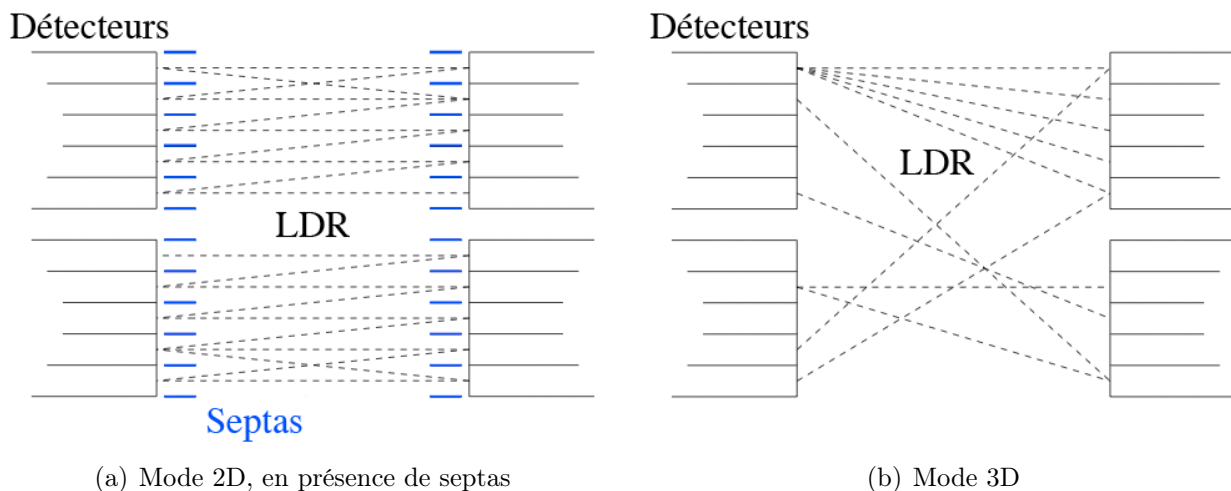 Détecteurs
LDR
Septas
(a) Mode 2D, en présence de septas
Détecteurs
LDR
(b) Mode 3D